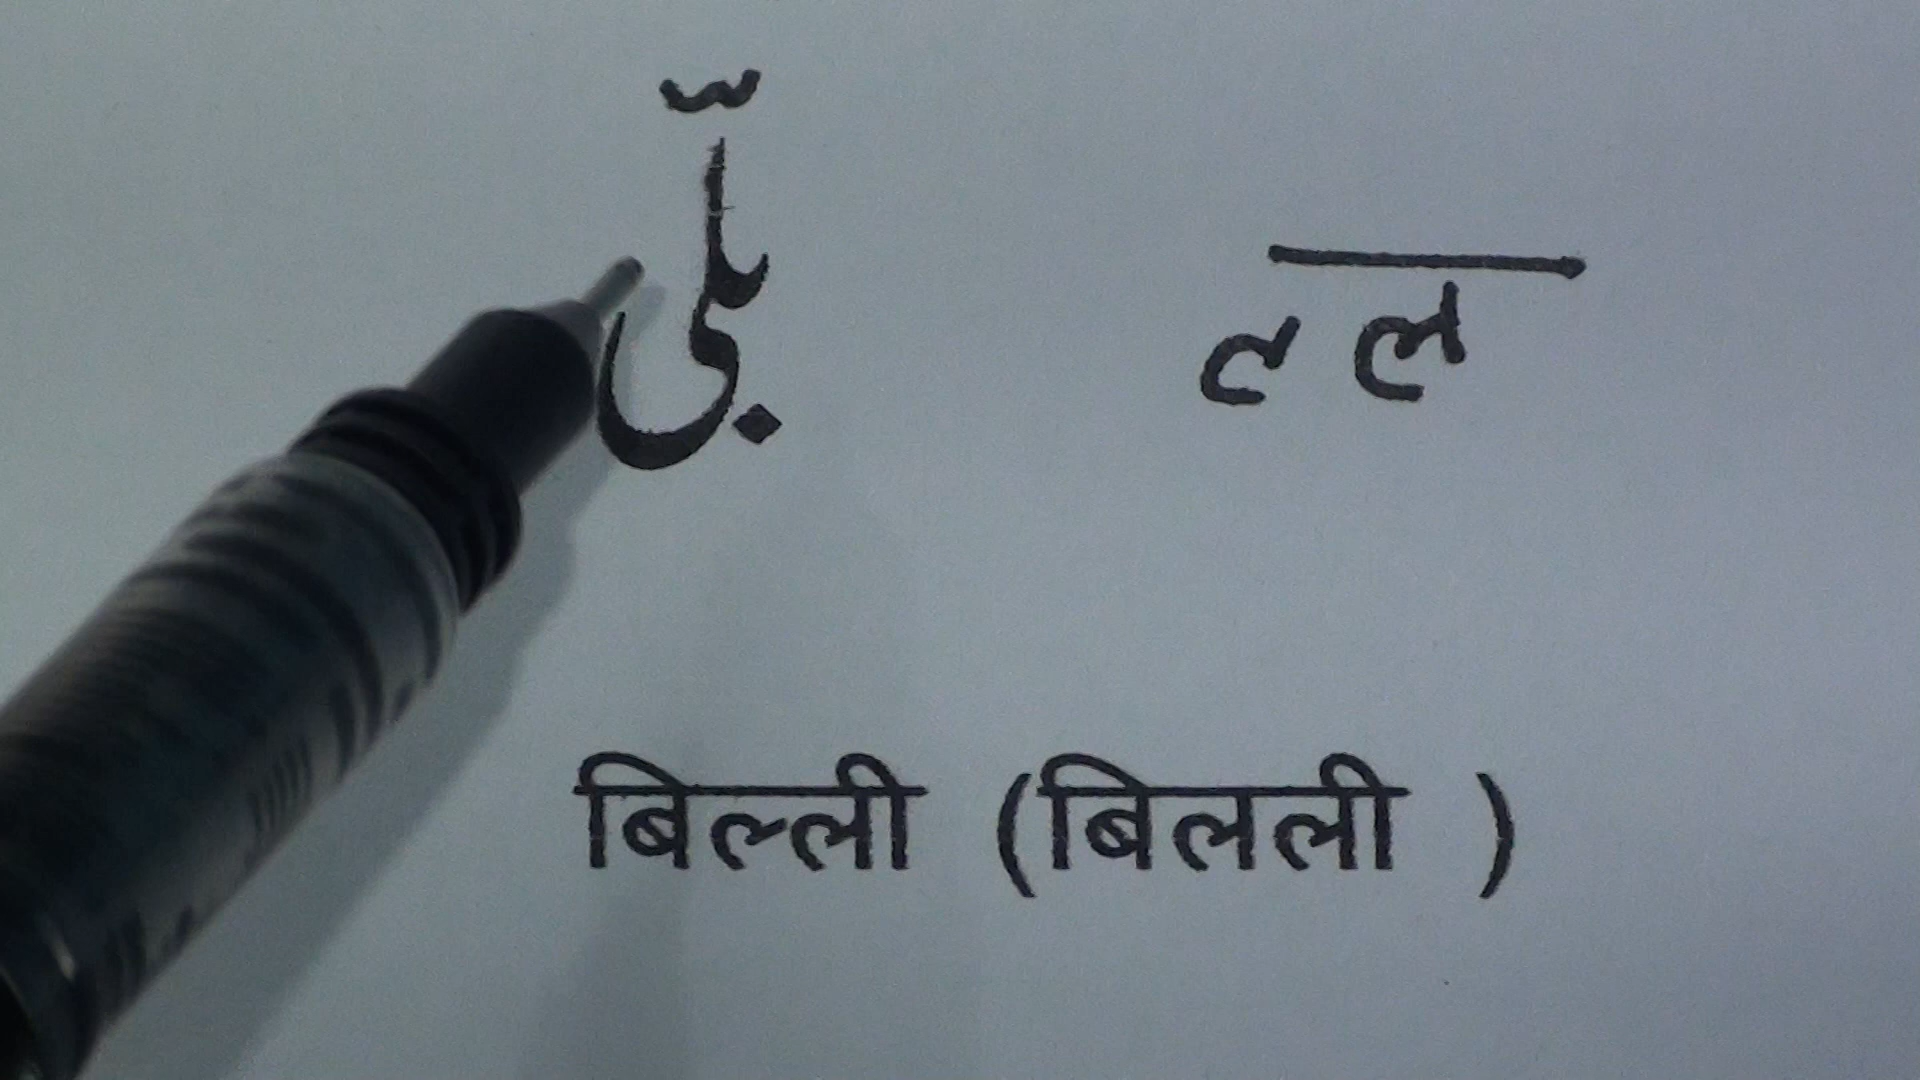 بلّی ल ल
बिल्ली (बिलली )